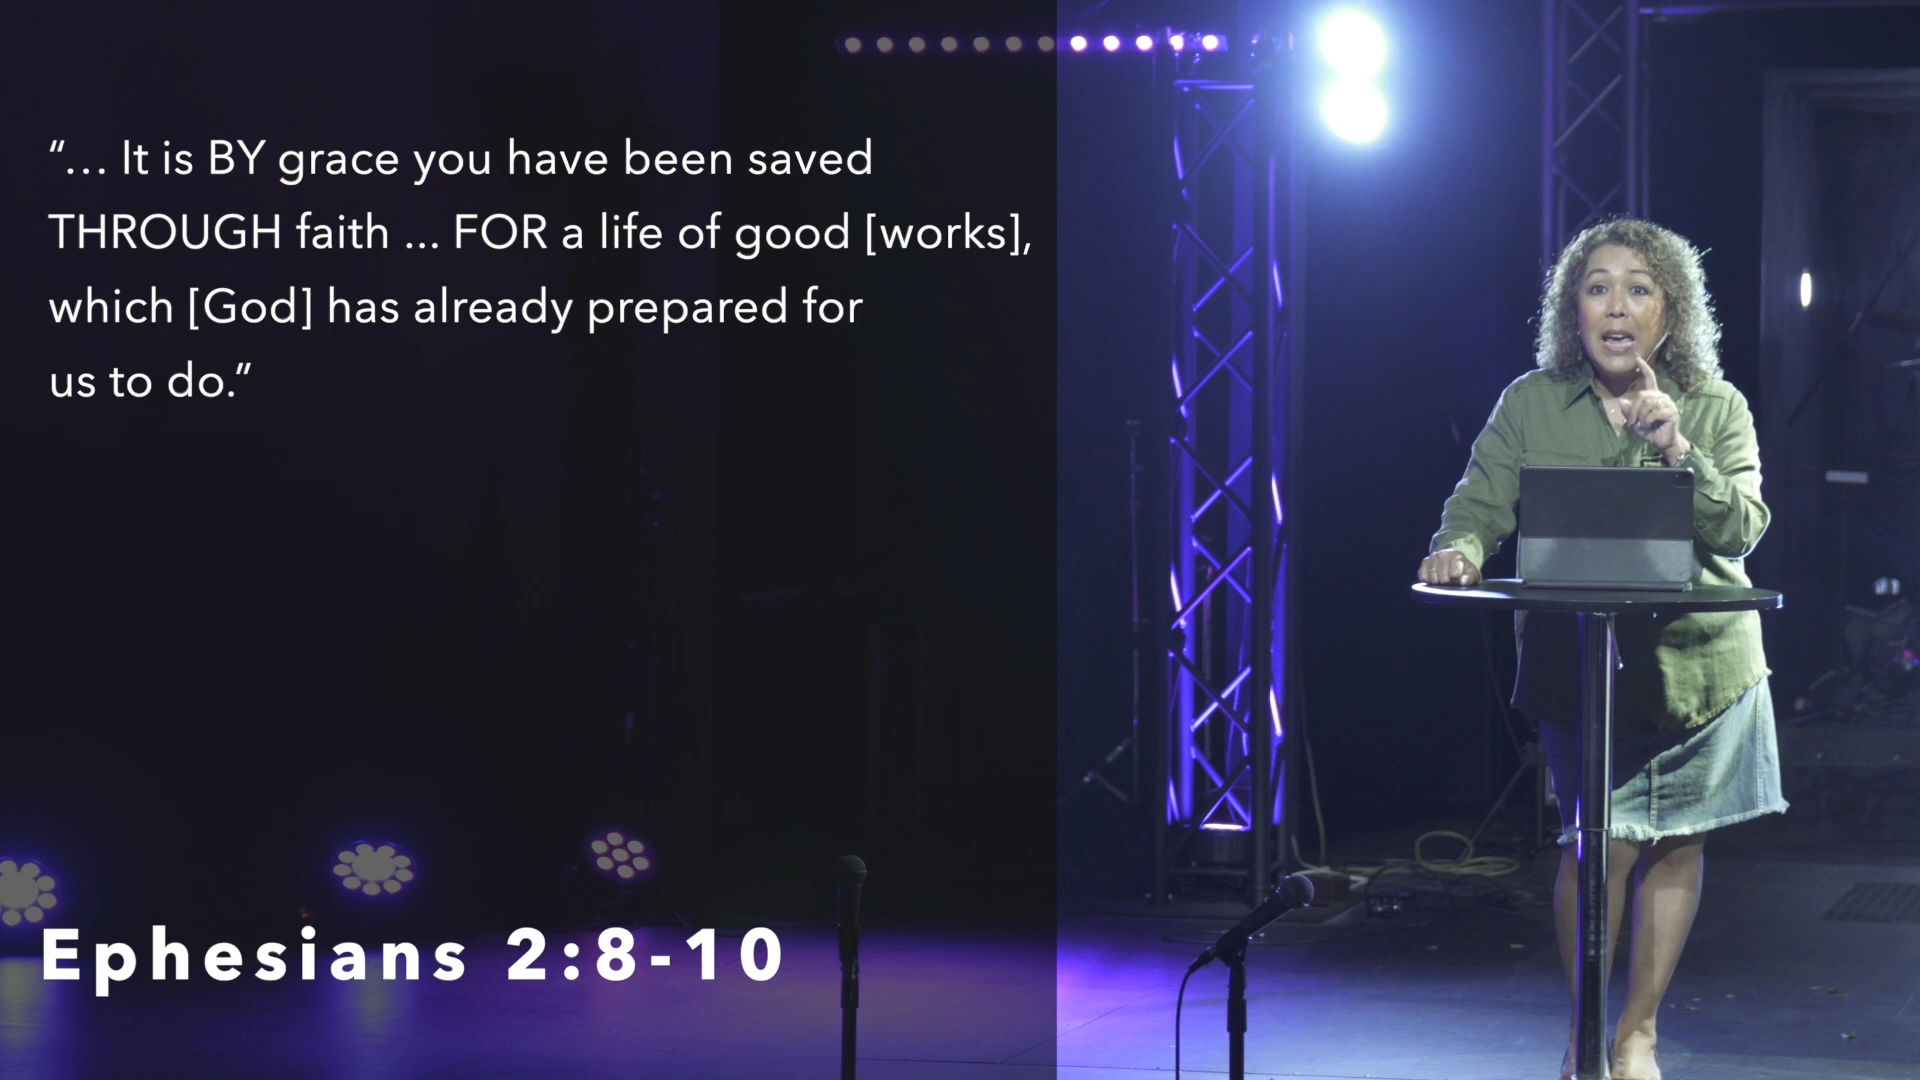 “… It is BY grace you have been saved
THROUGH faith ... FOR a life of good [works],
which [God] has already prepared for
us to do.”
Ephesians 2:8-10